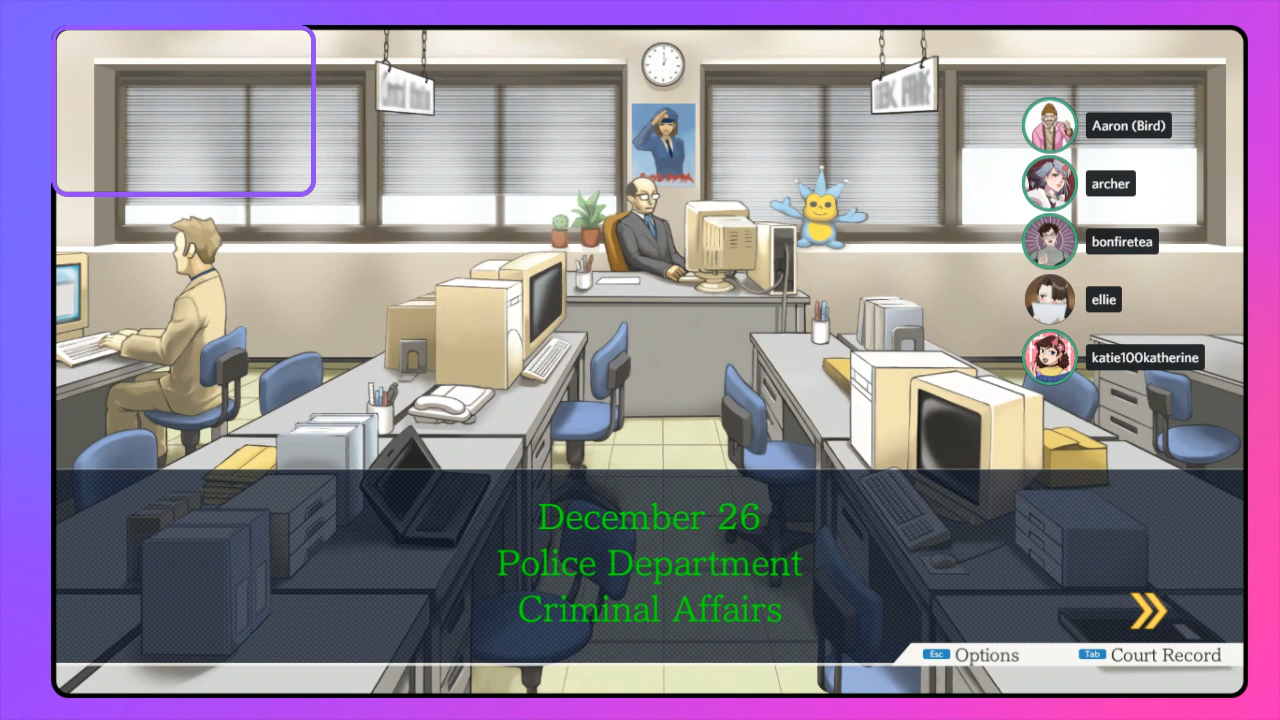 Aaron (Bird)
archer
bonfiretea
ellie
katie100katherine
December 26
Police Department
Criminal Affairs
Esc Options
Tab Court Record